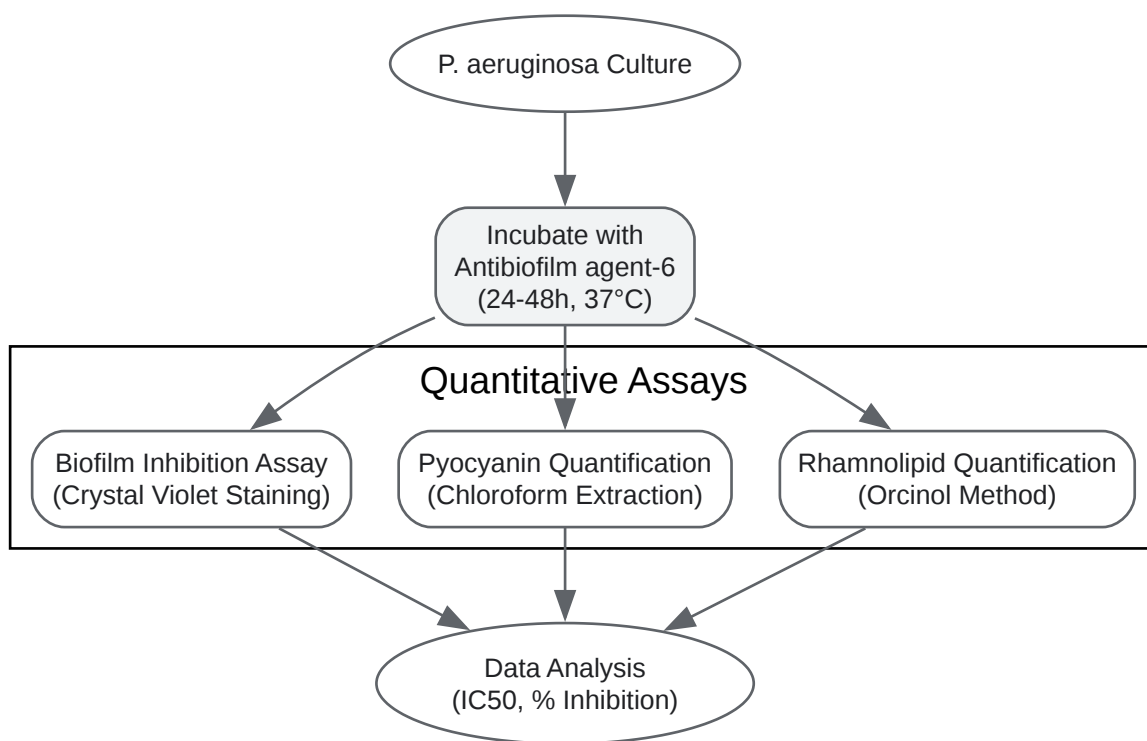 P. aeruginosa Culture
Incubate with
Antibiofilm agent-6
(24-48h, 37°C)
Quantitative Assays
Biofilm Inhibition Assay
(Crystal Violet Staining)
Pyocyanin Quantification
(Chloroform Extraction)
Rhamnolipid Quantification
(Orcinol Method)
Data Analysis
(IC50, % Inhibition)